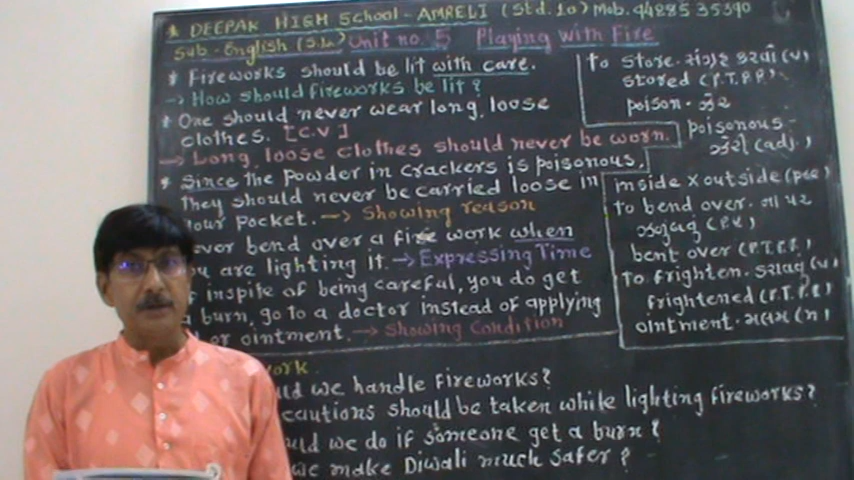 * DEEPAK HIGH School - AMRELI (Std. 10) Mob. 94285 35390
Sub - English (S.L.) Unit no. 5 Playing with Fire
* Fireworks should be lit with care.
→ How should fireworks be lit?
* One should never wear long, loose
clothes. [C.V]
→ Long, loose clothes should never be worn.
* Since the powder in crackers is poisonous,
They should never be carried loose in
your pocket. → Showing reason
never bend over a fire work when
you are lighting it. → Expressing Time
If inspite of being careful, you do get
a burn, go to a doctor instead of applying
or ointment. → Showing Condition
work.
we handle fireworks?
cautions should be taken while lighting fireworks?
we do if someone get a burn?
we make Diwali much safer?
to store. સંગ્રહ કરવો (v)
stored (P.T.P.P.)
poison. ઝેર
poisonous -
ઝેરી (adj.)
inside x outside (pre)
to bend over. ના પર
ઝૂકવું
bent over (P.T.P.P.)
To frighten. ડરાવવું (v)
frightened (P.T.P.P.)
ointment. મલમ (n)